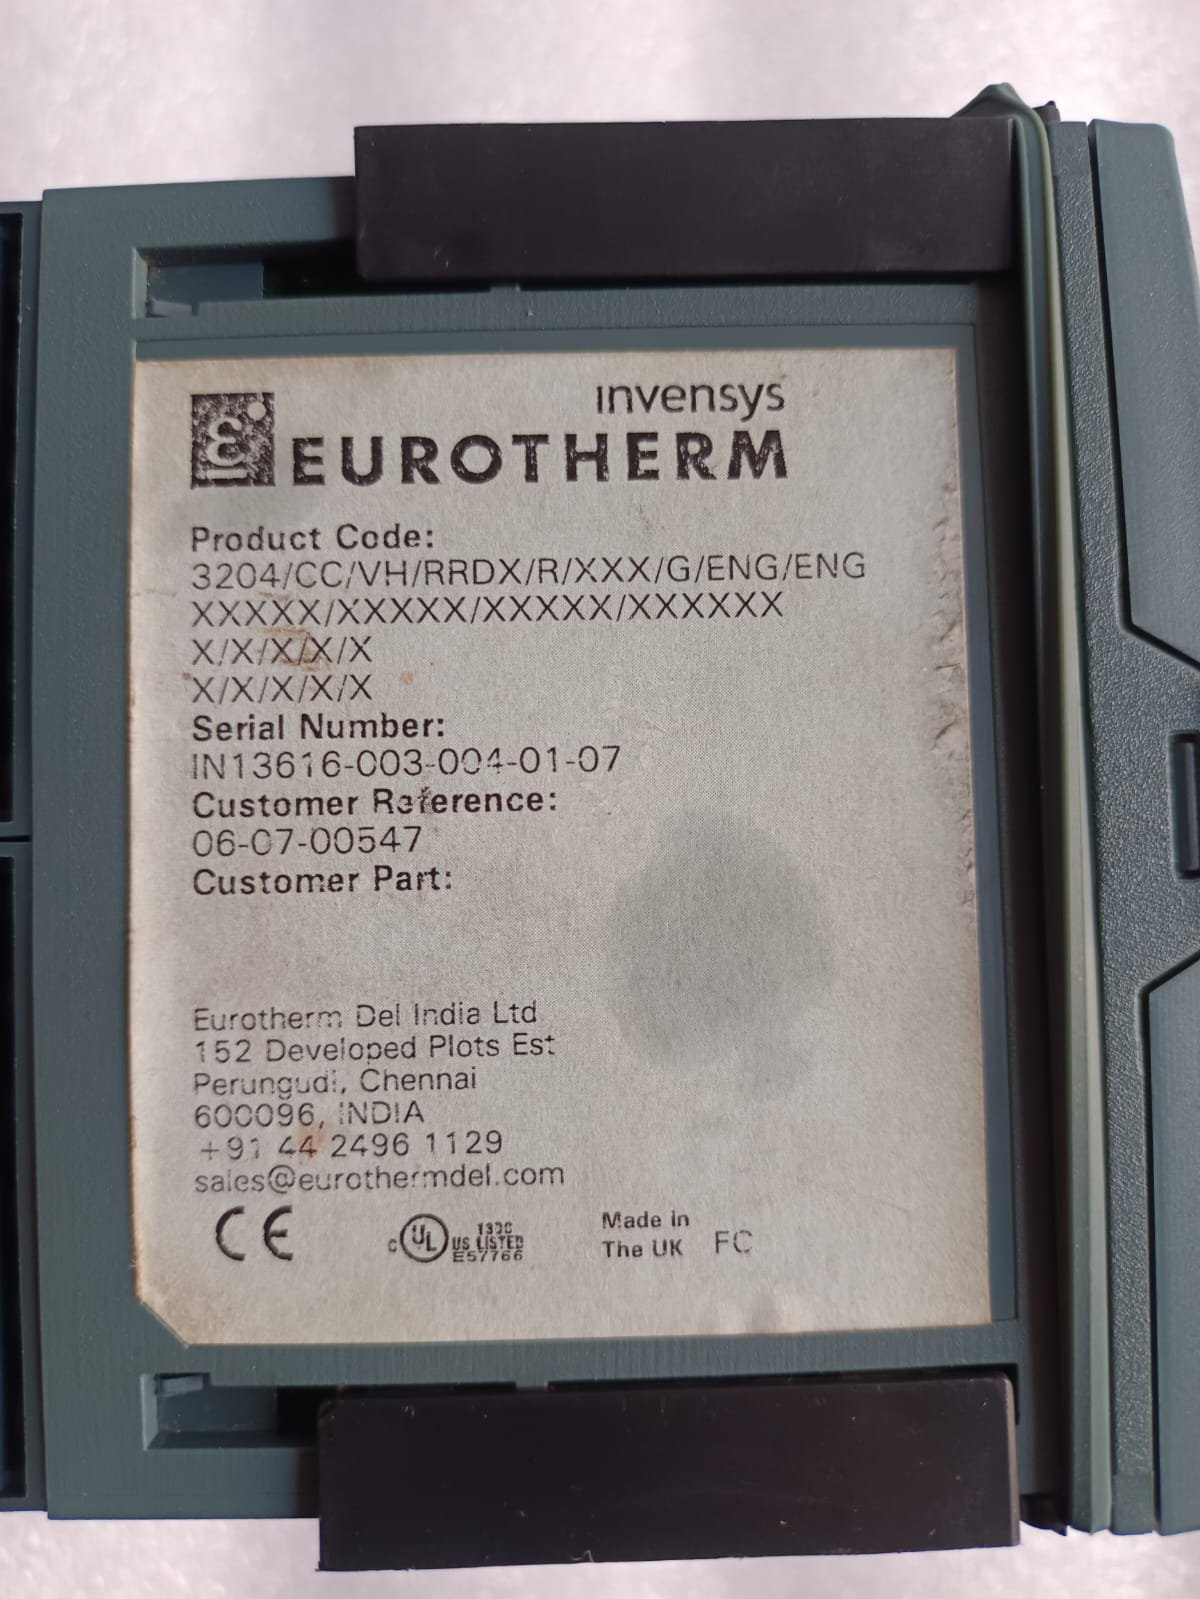 invensys
EUROTHERM
Product Code:
3204/CC/VH/RRDX/R/XXX/G/ENG/ENG
XXXXX/XXXXX/XXXXX/XXXXXX
X/X/X/X/X
X/X/X/X/X
Serial Number:
IN13616-003-004-01-07
Customer Reference:
06-07-00547
Customer Part:
Eurotherm Del India Ltd
152 Developed Plots Est
Perungudi, Chennai
600096, INDIA
+91 44 2496 1129
sales@eurothermdel.com
CE
c UL US LISTED
E57766
Made in
The UK FC